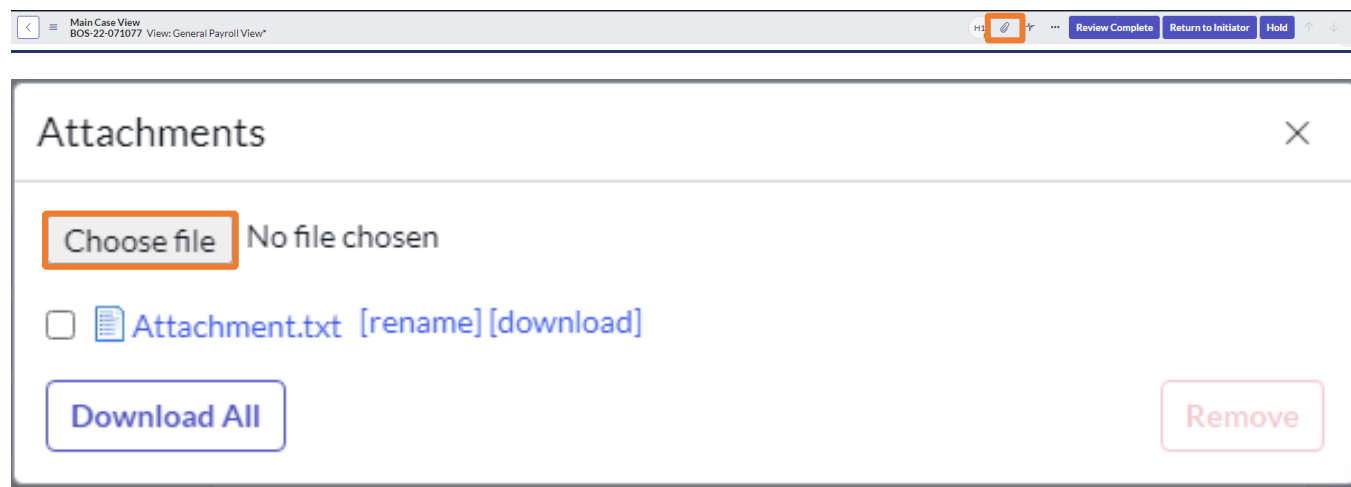 Main Case View
BOS-22-071077 View: General Payroll View*
H1
Review Complete
Return to Initiator
Hold
Attachments
Choose file No file chosen
Attachment.txt [rename] [download]
Download All
Remove